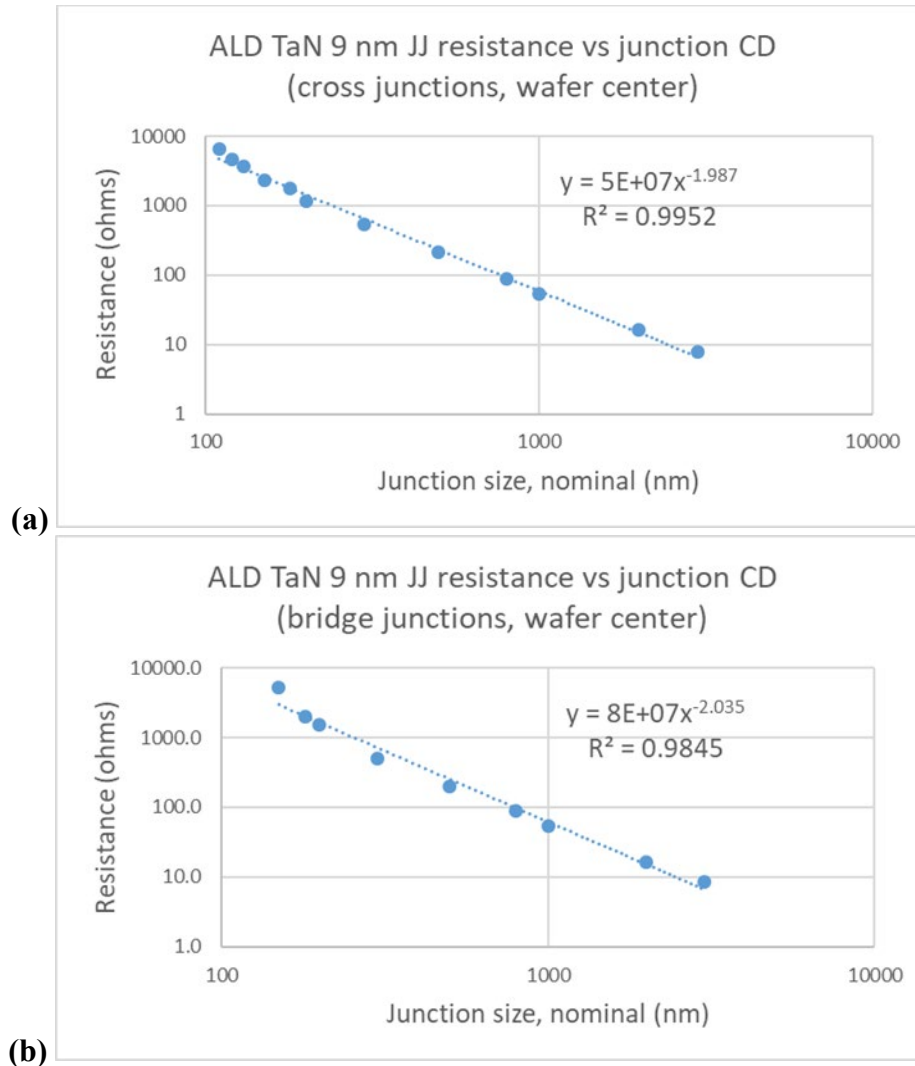 ALD TaN 9 nm JJ resistance vs junction CD
(cross junctions, wafer center)
10000
1000
100
10
1
y = 5E+07x^-1.987
R² = 0.9952
Resistance (ohms)
100
1000
10000
Junction size, nominal (nm)
(a)
ALD TaN 9 nm JJ resistance vs junction CD
(bridge junctions, wafer center)
10000.0
1000.0
100.0
10.0
1.0
y = 8E+07x^-2.035
R² = 0.9845
Resistance (ohms)
100
1000
10000
Junction size, nominal (nm)
(b)